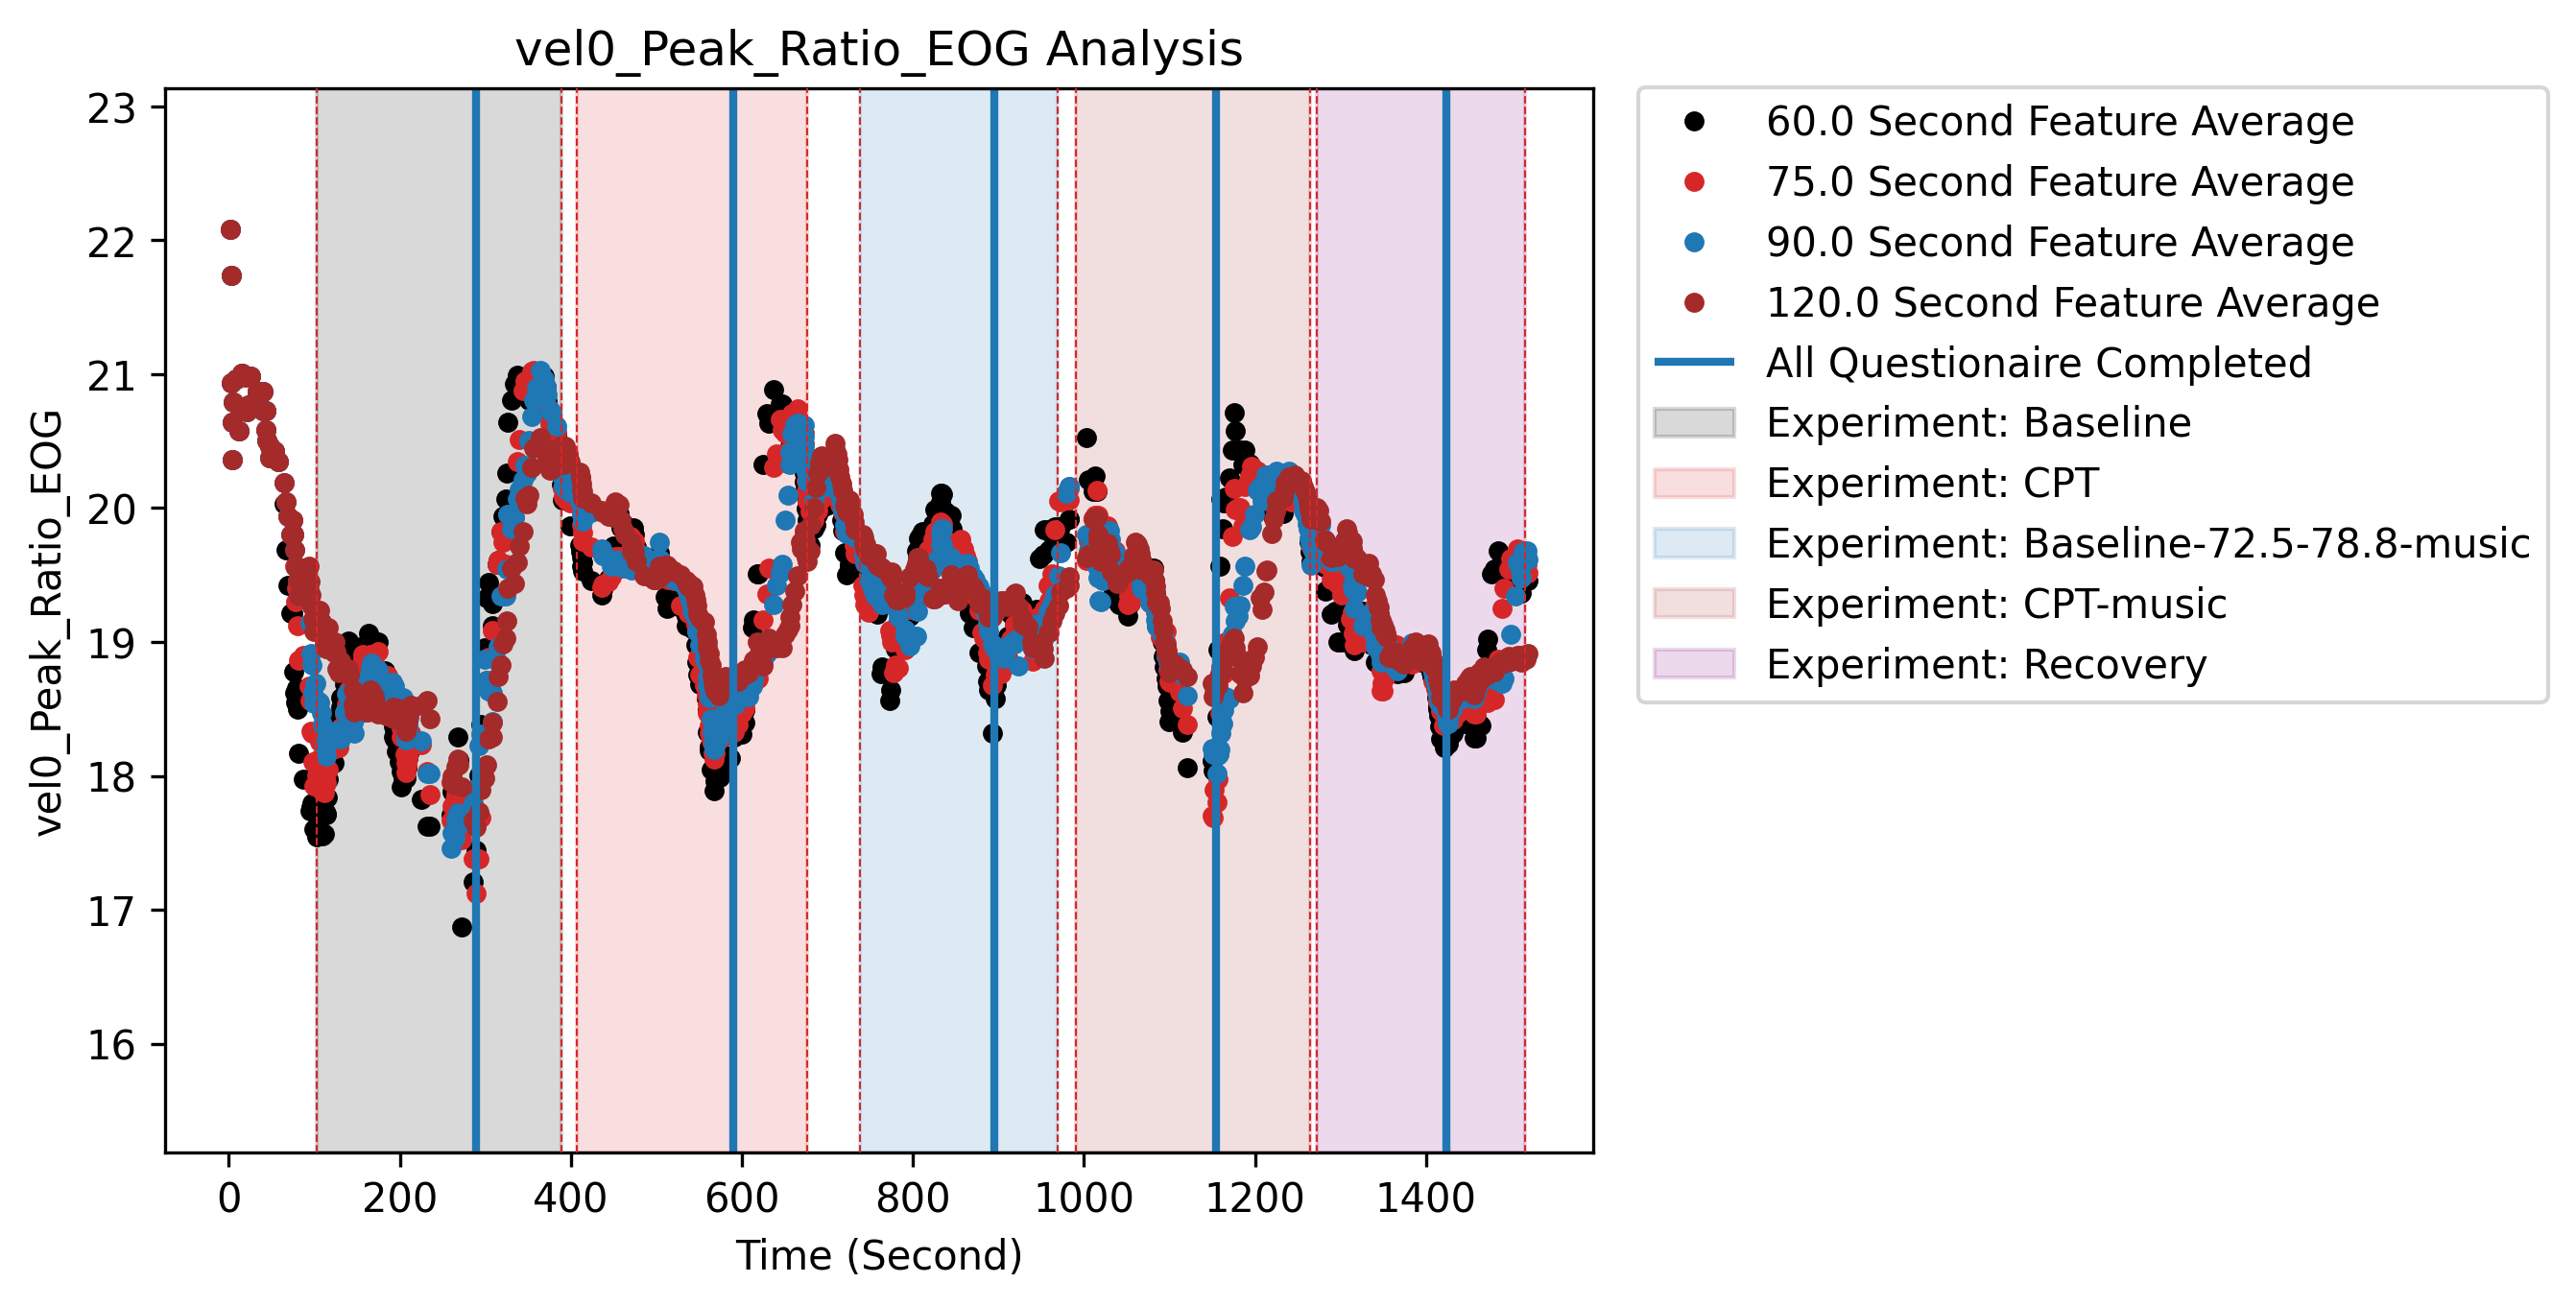 vel0_Peak_Ratio_EOG Analysis
vel0_Peak_Ratio_EOG
23
22
21
20
19
18
17
16
0 200 400 600 800 1000 1200 1400
Time (Second)
60.0 Second Feature Average
75.0 Second Feature Average
90.0 Second Feature Average
120.0 Second Feature Average
All Questionaire Completed
Experiment: Baseline
Experiment: CPT
Experiment: Baseline-72.5-78.8-music
Experiment: CPT-music
Experiment: Recovery